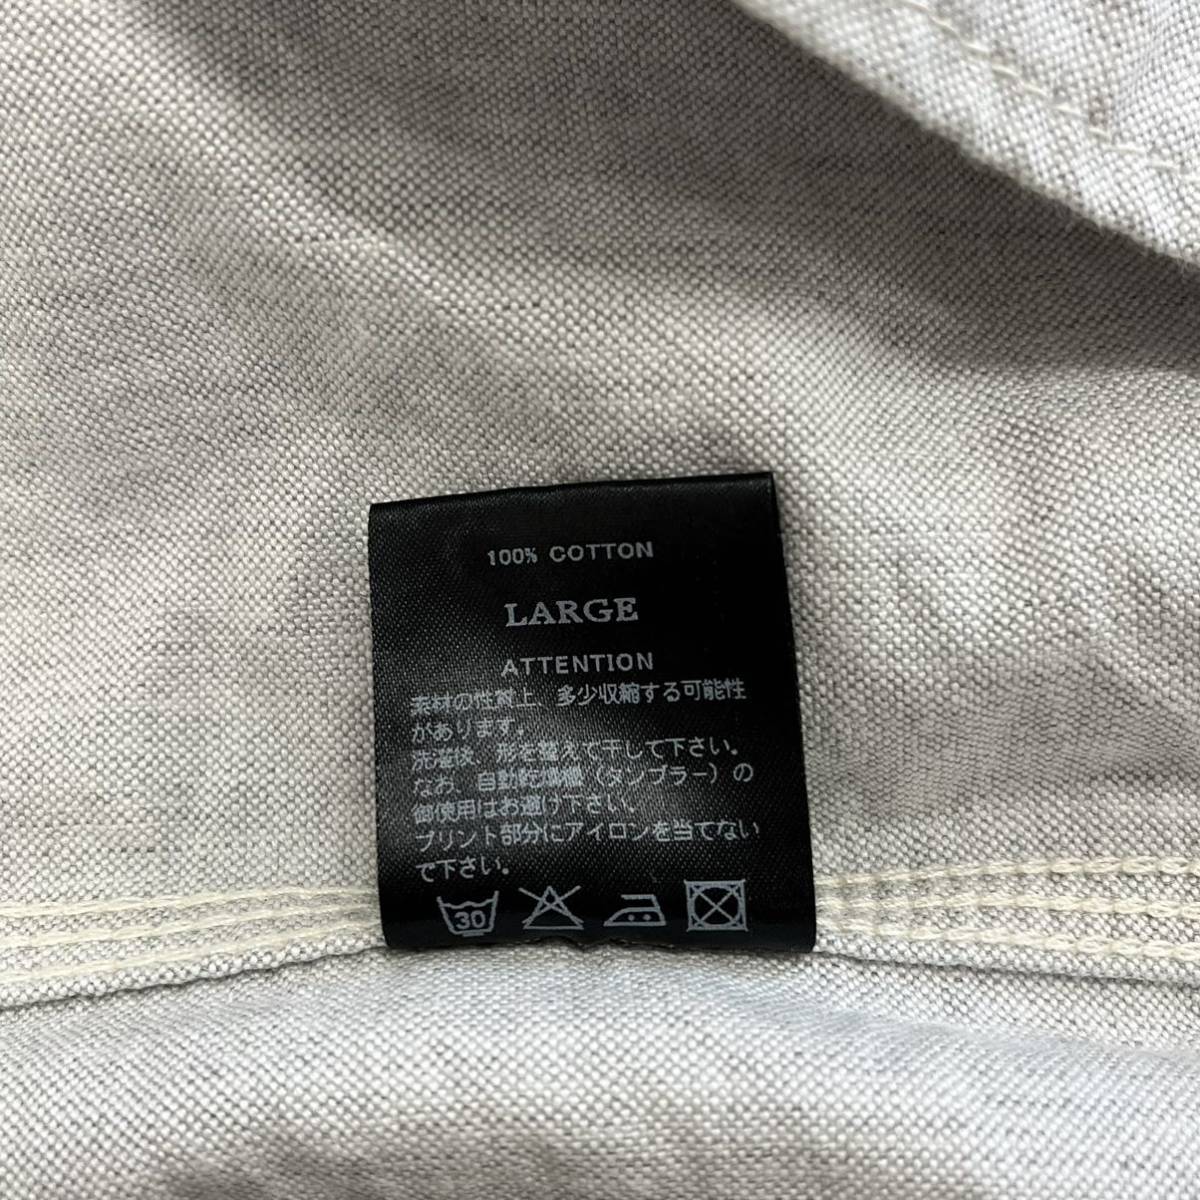 100% COTTON
LARGE
ATTENTION
素材の性質上、多少収縮する可能性
があります。
洗濯後、形を整えて干して下さい。
なお、自動乾燥機（タンブラー）の
御使用はお避け下さい。
プリント部分にアイロンを当てない
で下さい。
30